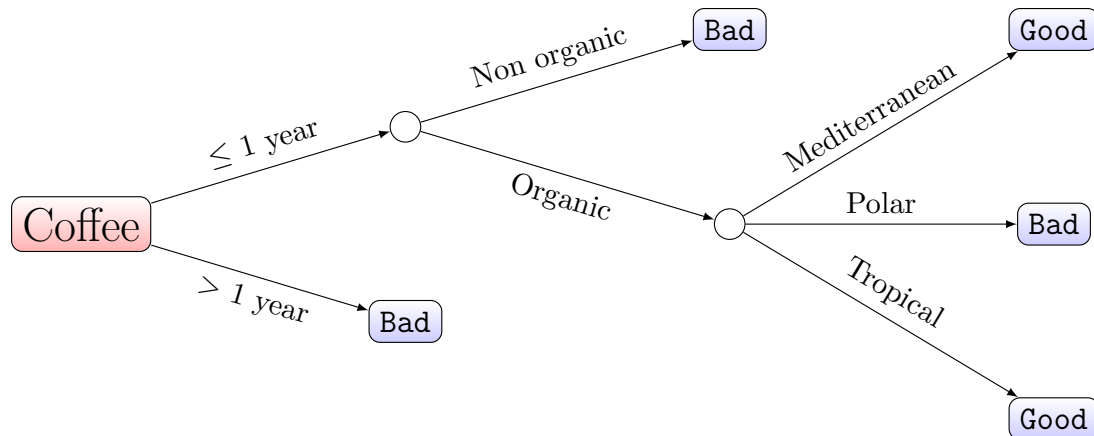 Coffee
≤ 1 year
> 1 year
Bad
Non organic
Organic
Bad
Mediterranean
Polar
Tropical
Good
Bad
Good